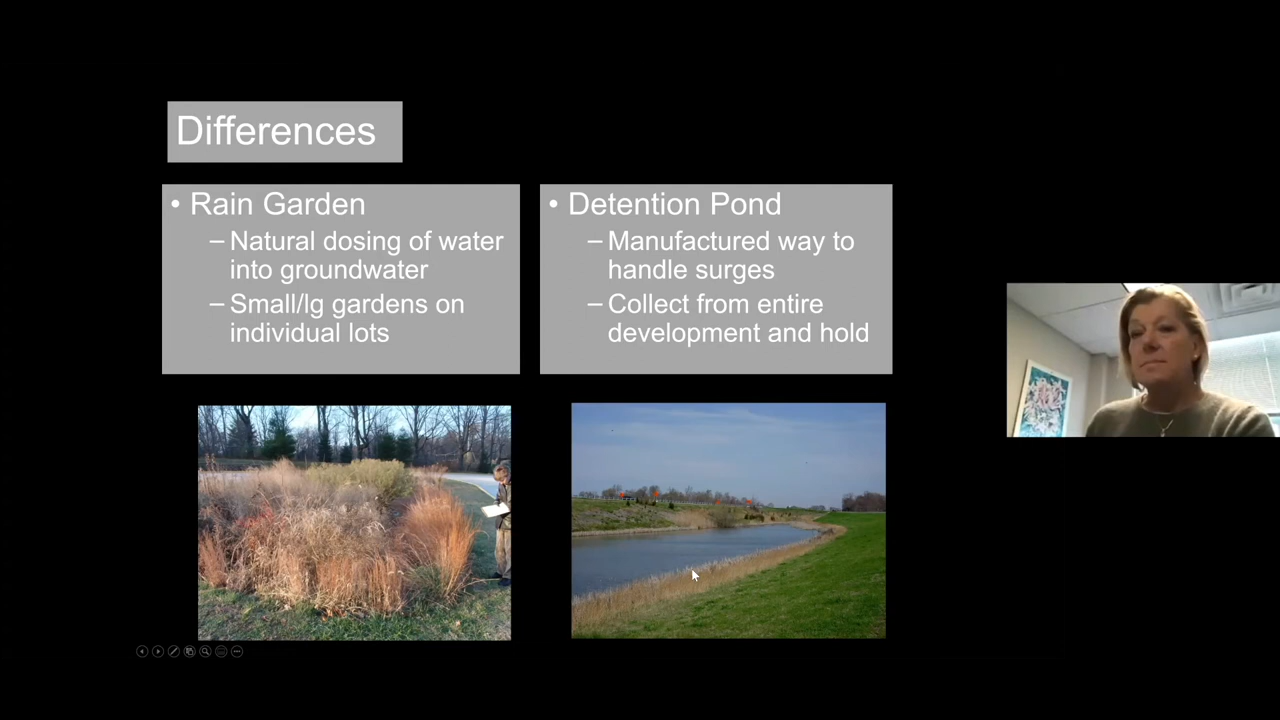 Differences
• Rain Garden
– Natural dosing of water
into groundwater
– Small/lg gardens on
individual lots
• Detention Pond
– Manufactured way to
handle surges
– Collect from entire
development and hold